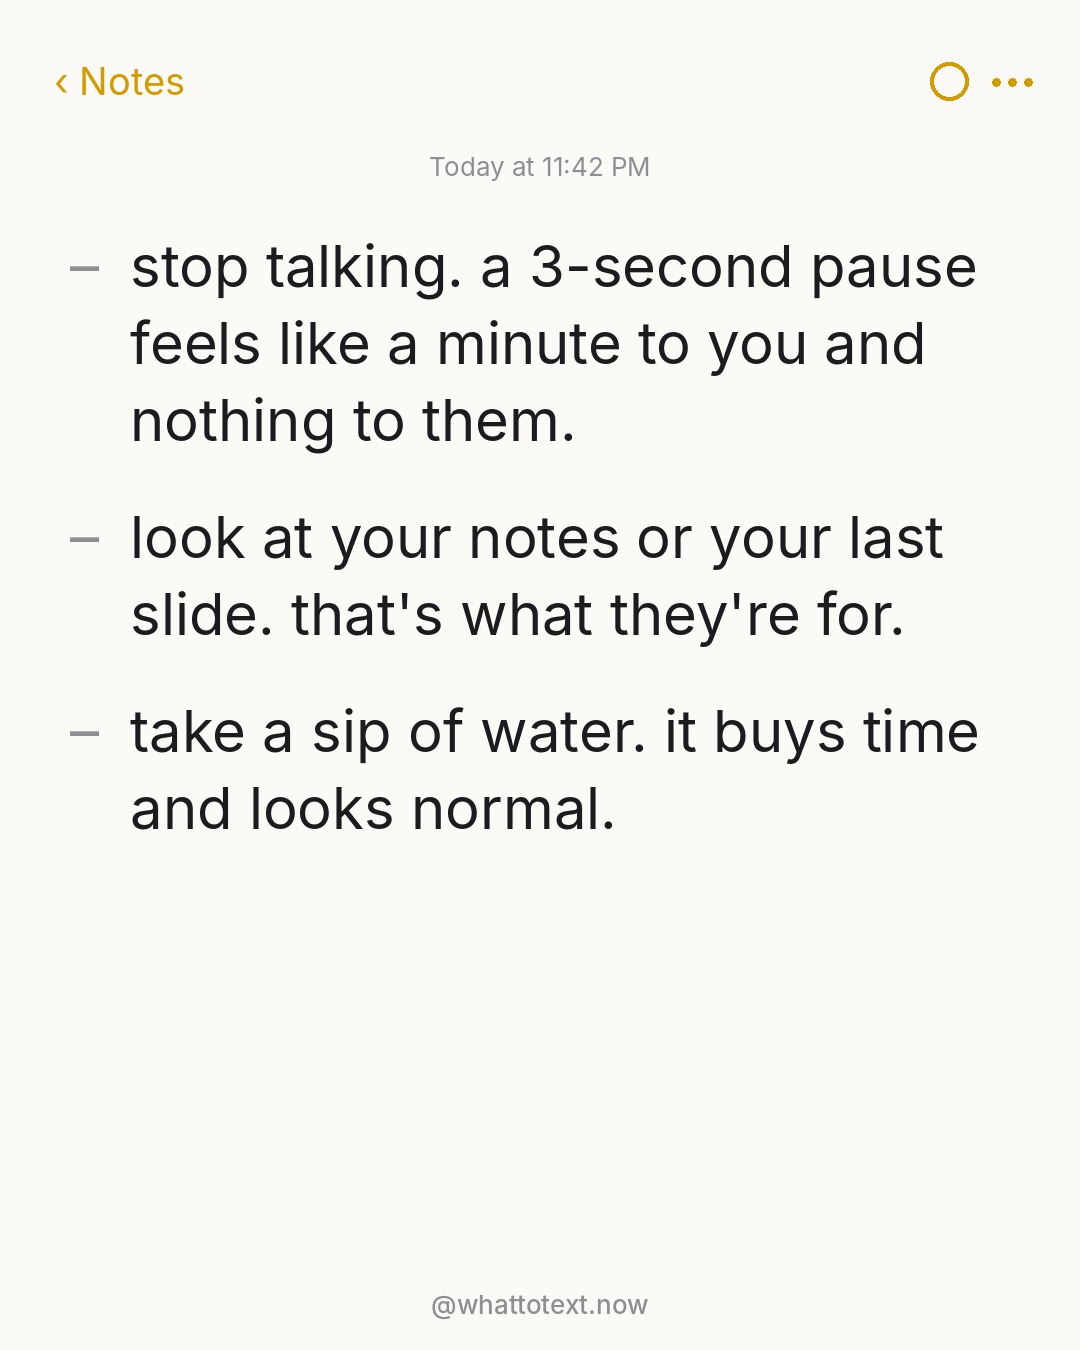 ‹ Notes
Today at 11:42 PM
– stop talking. a 3-second pause
feels like a minute to you and
nothing to them.
– look at your notes or your last
slide. that's what they're for.
– take a sip of water. it buys time
and looks normal.
@whattotext.now